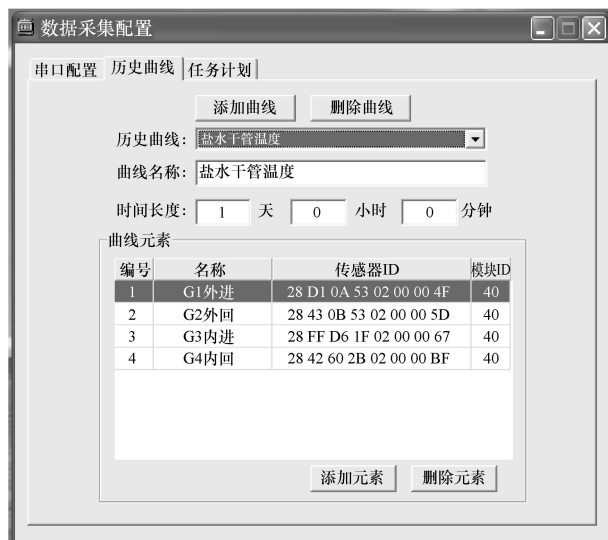 数据采集配置
串口配置 历史曲线 任务计划
添加曲线 删除曲线
历史曲线: 盐水干管温度
曲线名称: 盐水干管温度
时间长度: 1 天 0 小时 0 分钟
曲线元素
编号 名称 传感器ID 模块ID
1 G1外进 28 D1 0A 53 02 00 00 4F 40
2 G2外回 28 43 0B 53 02 00 00 5D 40
3 G3内进 28 FF D6 1F 02 00 00 67 40
4 G4内回 28 42 60 2B 02 00 00 BF 40
添加元素 删除元素